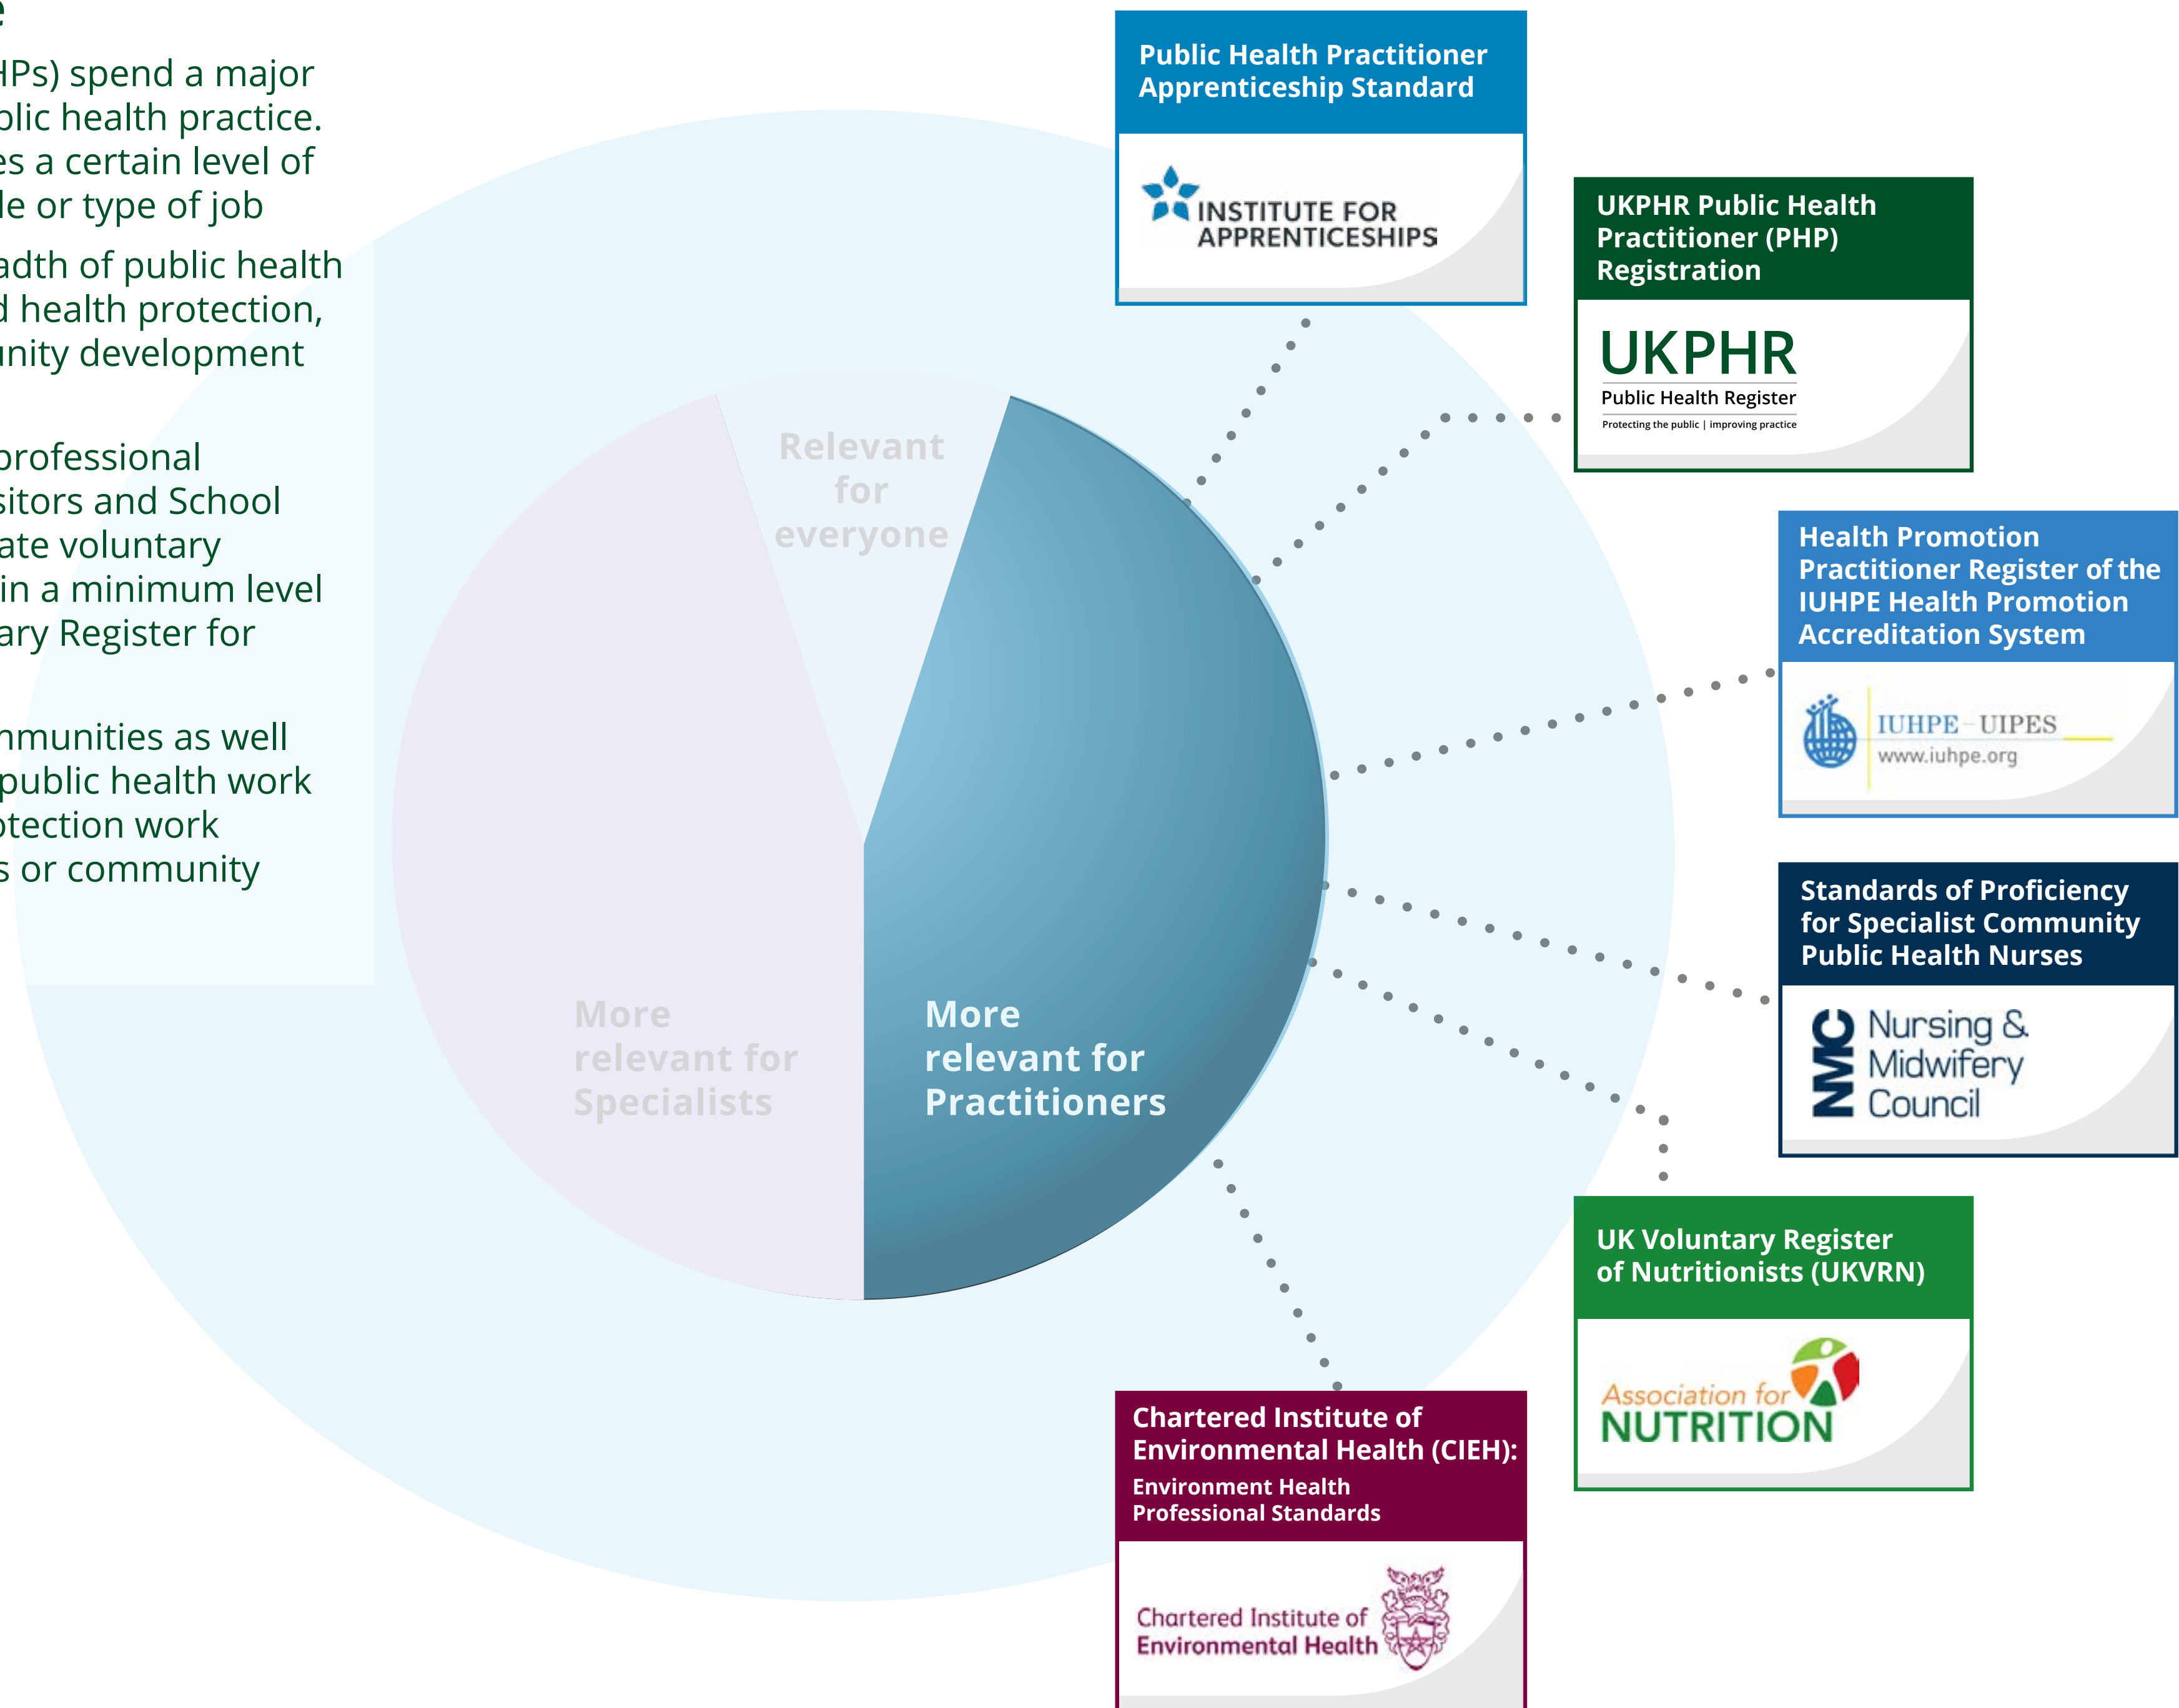 HPs) spend a major
blic health practice.
es a certain level of
le or type of job
adth of public health
d health protection,
unity development
professional
sitors and School
ate voluntary
in a minimum level
ary Register for
mmunities as well
public health work
otection work
s or community
Relevant
for
everyone
More
relevant for
Specialists
More
relevant for
Practitioners
Public Health Practitioner
Apprenticeship Standard
INSTITUTE FOR
APPRENTICESHIPS
UKPHR Public Health
Practitioner (PHP)
Registration
UKPHR
Public Health Register
Protecting the public | improving practice
Health Promotion
Practitioner Register of the
IUHPE Health Promotion
Accreditation System
IUHPE – UIPES
www.iuhpe.org
Standards of Proficiency
for Specialist Community
Public Health Nurses
NMC
Nursing &
Midwifery
Council
UK Voluntary Register
of Nutritionists (UKVRN)
Association for
NUTRITION
Chartered Institute of
Environmental Health (CIEH):
Environment Health
Professional Standards
Chartered Institute of
Environmental Health